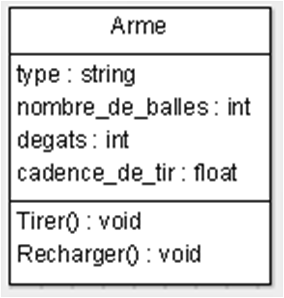 Arme
type : string
nombre_de_balles : int
degats : int
cadence_de_tir : float
Tirer() : void
Recharger() : void